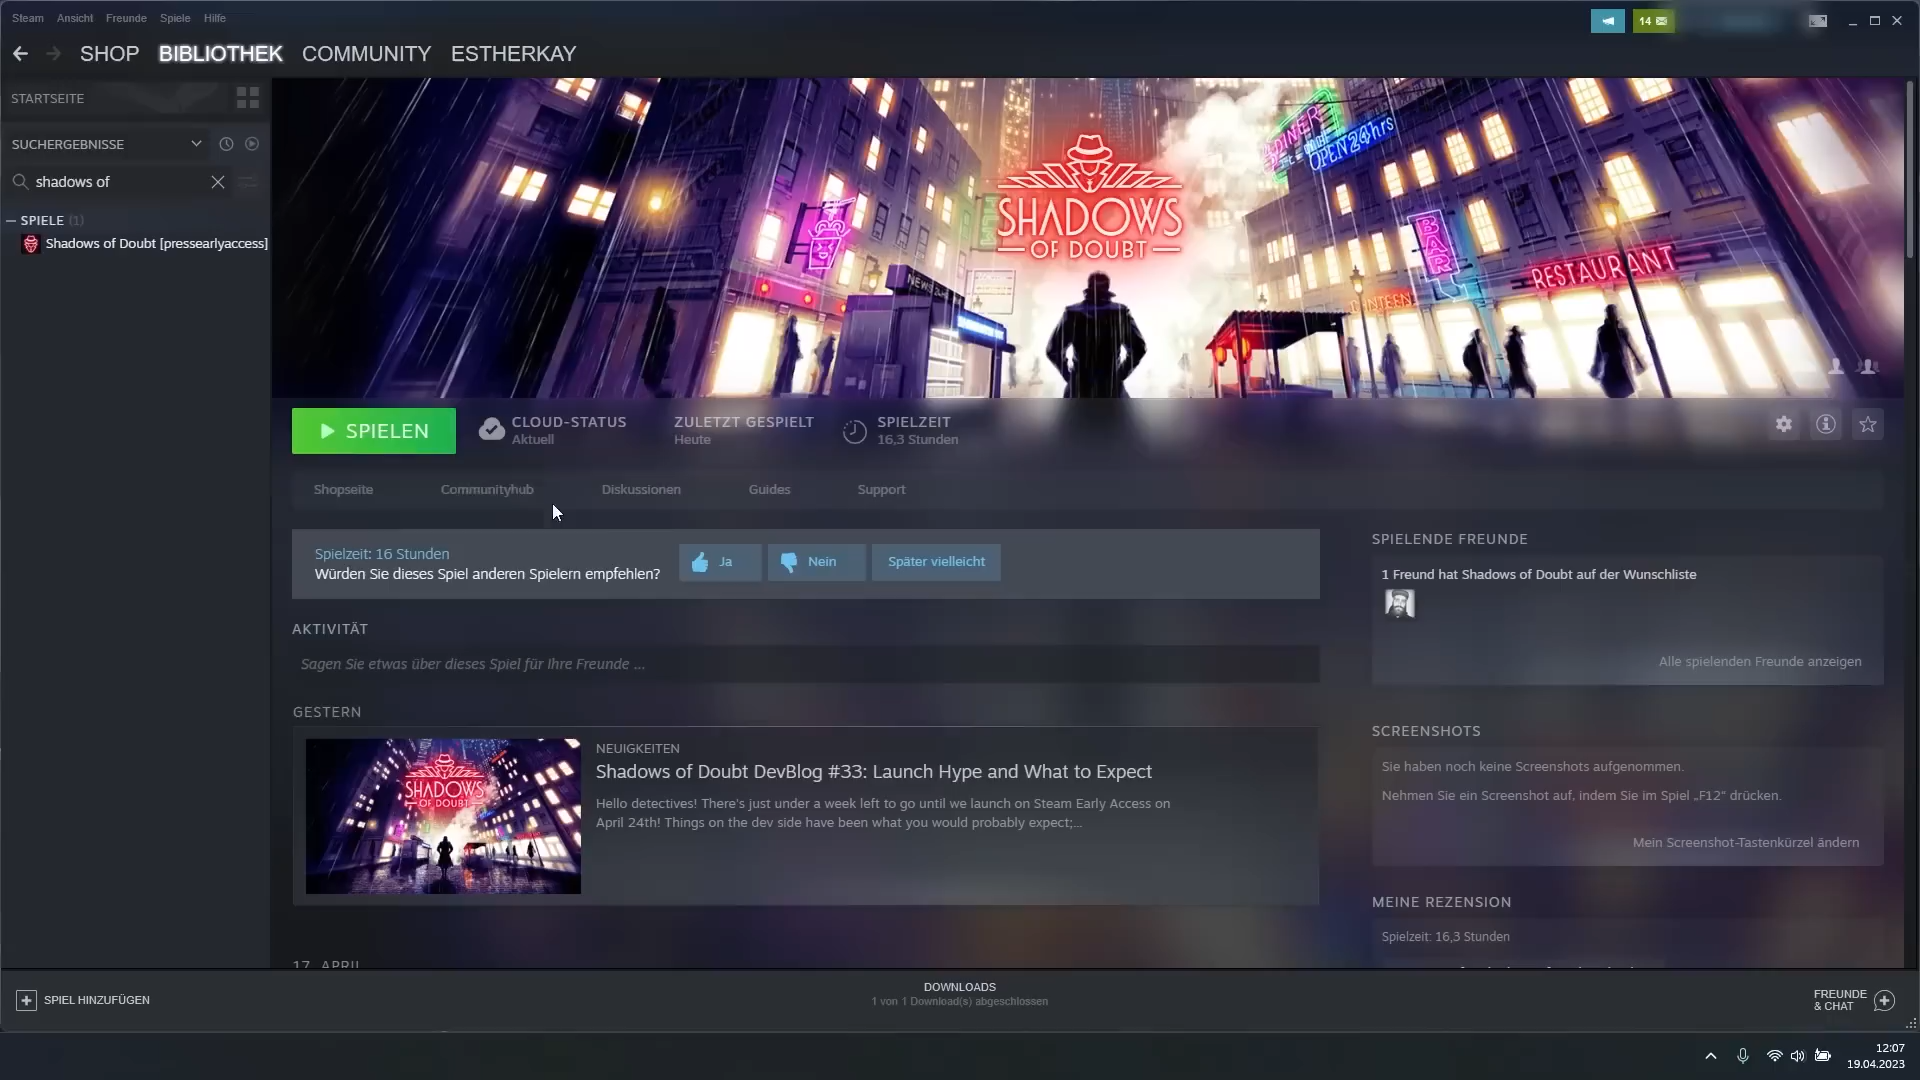 Steam Ansicht Freunde Spiele Hilfe
14
SHOP BIBLIOTHEK COMMUNITY ESTHERKAY
STARTSEITE
SUCHERGEBNISSE
shadows of
SPIELE (1)
Shadows of Doubt [pressearlyaccess]
DINER
OPEN 24hrs
SHADOWS
OF DOUBT
BAR
RESTAURANT
NEWS
SPIELEN
CLOUD-STATUS
Aktuell
ZULETZT GESPIELT
Heute
SPIELZEIT
16,3 Stunden
Shopseite Communityhub Diskussionen Guides Support
Spielzeit: 16 Stunden
Würden Sie dieses Spiel anderen Spielern empfehlen?
Ja Nein Später vielleicht
AKTIVITÄT
Sagen Sie etwas über dieses Spiel für Ihre Freunde ...
GESTERN
SHADOWS
OF DOUBT
NEUIGKEITEN
Shadows of Doubt DevBlog #33: Launch Hype and What to Expect
Hello detectives! There's just under a week left to go until we launch on Steam Early Access on
April 24th! Things on the dev side have been what you would probably expect;...
17. APRIL
SPIELENDE FREUNDE
1 Freund hat Shadows of Doubt auf der Wunschliste
Alle spielenden Freunde anzeigen
SCREENSHOTS
Sie haben noch keine Screenshots aufgenommen.
Nehmen Sie ein Screenshot auf, indem Sie im Spiel „F12“ drücken.
Mein Screenshot-Tastenkürzel ändern
MEINE REZENSION
Spielzeit: 16,3 Stunden
SPIEL HINZUFÜGEN
DOWNLOADS
1 von 1 Download(s) abgeschlossen
FREUNDE
& CHAT
12:07
19.04.2023